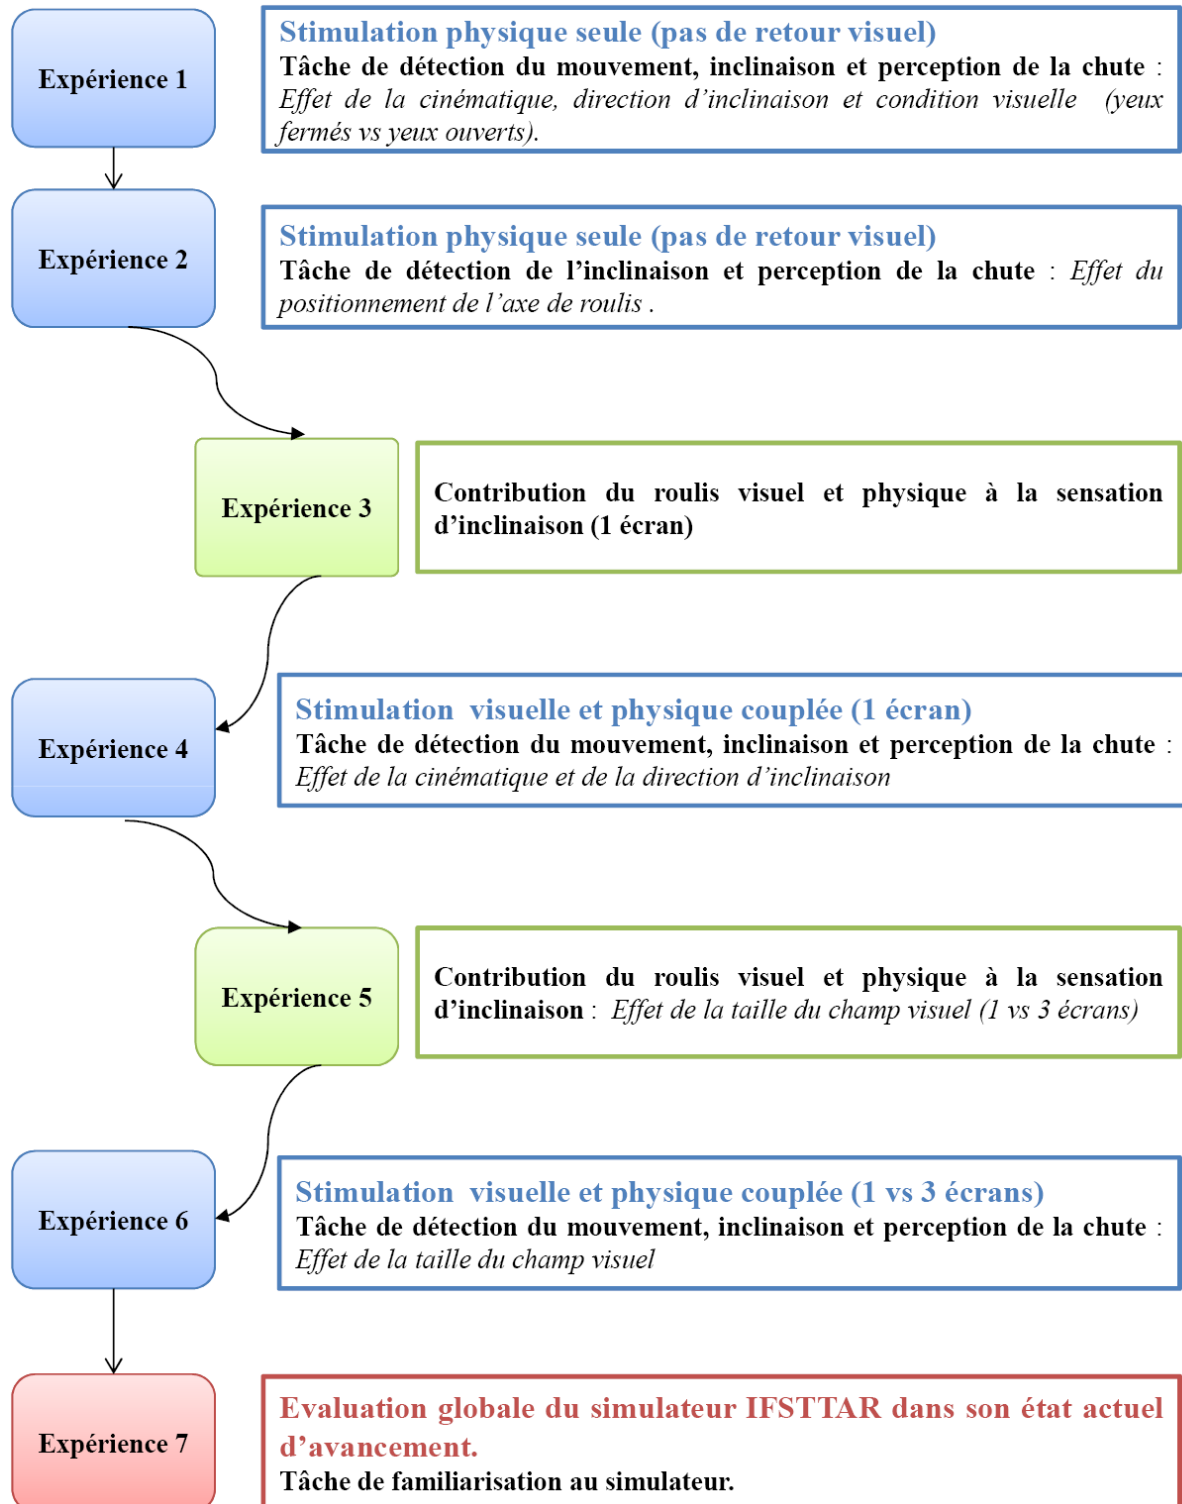 Expérience 1
Stimulation physique seule (pas de retour visuel)
Tâche de détection du mouvement, inclinaison et perception de la chute :
Effet de la cinématique, direction d’inclinaison et condition visuelle (yeux
fermés vs yeux ouverts).
Expérience 2
Stimulation physique seule (pas de retour visuel)
Tâche de détection de l’inclinaison et perception de la chute : Effet du
positionnement de l’axe de roulis .
Expérience 3
Contribution du roulis visuel et physique à la sensation
d’inclinaison (1 écran)
Expérience 4
Stimulation visuelle et physique couplée (1 écran)
Tâche de détection du mouvement, inclinaison et perception de la chute :
Effet de la cinématique et de la direction d’inclinaison
Expérience 5
Contribution du roulis visuel et physique à la sensation
d’inclinaison : Effet de la taille du champ visuel (1 vs 3 écrans)
Expérience 6
Stimulation visuelle et physique couplée (1 vs 3 écrans)
Tâche de détection du mouvement, inclinaison et perception de la chute :
Effet de la taille du champ visuel
Expérience 7
Evaluation globale du simulateur IFSTTAR dans son état actuel
d’avancement.
Tâche de familiarisation au simulateur.